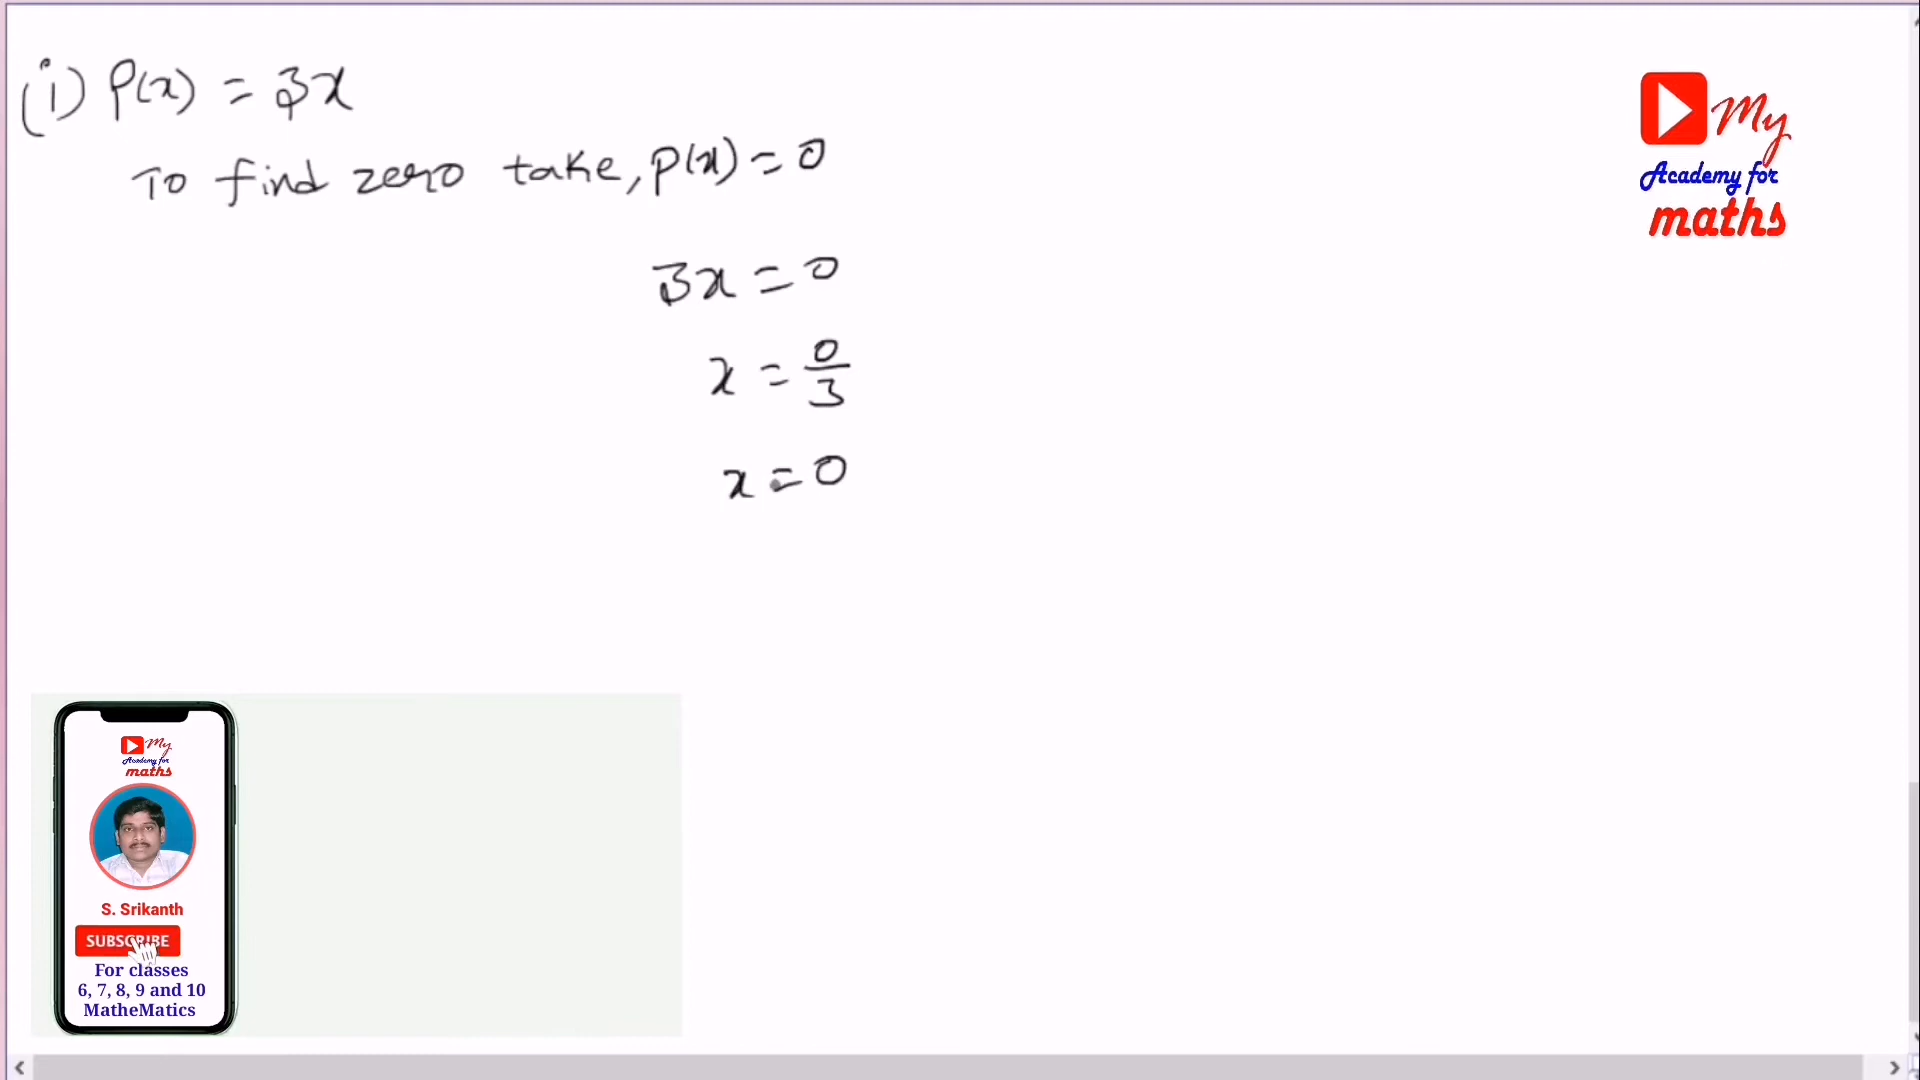 (i) P(x) = 3x
To find zero take, P(x) = 0
3x = 0
x = 0/3
x = 0
My
Academy for
maths
My
Academy for
maths
S. Srikanth
SUBSCRIBE
For classes
6, 7, 8, 9 and 10
MatheMatics